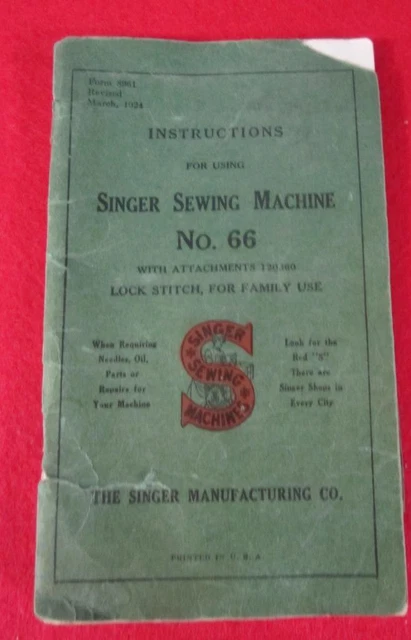 Form 8061
Revised
March, 1924
INSTRUCTIONS
FOR USING
SINGER SEWING MACHINE
No. 66
WITH ATTACHMENTS
LOCK STITCH, FOR FAMILY USE
When Requiring
Needles, Oil,
Parts or
Repairs for
Your Machine
SINGER
SEWING
MACHINES
Look for the
Red "S"
There are
Singer Shops in
Every City
THE SINGER MANUFACTURING CO.
PRINTED IN U. S. A.